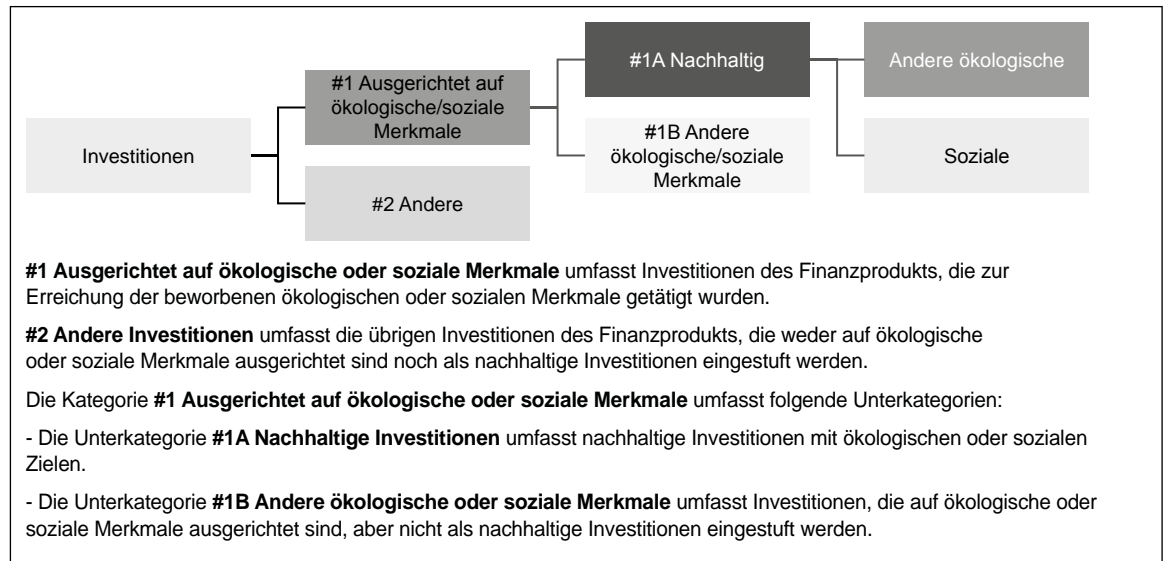 Investitionen
#1 Ausgerichtet auf
ökologische/soziale
Merkmale
#2 Andere
#1A Nachhaltig
#1B Andere
ökologische/soziale
Merkmale
Andere ökologische
Soziale
#1 Ausgerichtet auf ökologische oder soziale Merkmale umfasst Investitionen des Finanzprodukts, die zur
Erreichung der beworbenen ökologischen oder sozialen Merkmale getätigt wurden.
#2 Andere Investitionen umfasst die übrigen Investitionen des Finanzprodukts, die weder auf ökologische
oder soziale Merkmale ausgerichtet sind noch als nachhaltige Investitionen eingestuft werden.
Die Kategorie #1 Ausgerichtet auf ökologische oder soziale Merkmale umfasst folgende Unterkategorien:
- Die Unterkategorie #1A Nachhaltige Investitionen umfasst nachhaltige Investitionen mit ökologischen oder sozialen
Zielen.
- Die Unterkategorie #1B Andere ökologische oder soziale Merkmale umfasst Investitionen, die auf ökologische oder
soziale Merkmale ausgerichtet sind, aber nicht als nachhaltige Investitionen eingestuft werden.